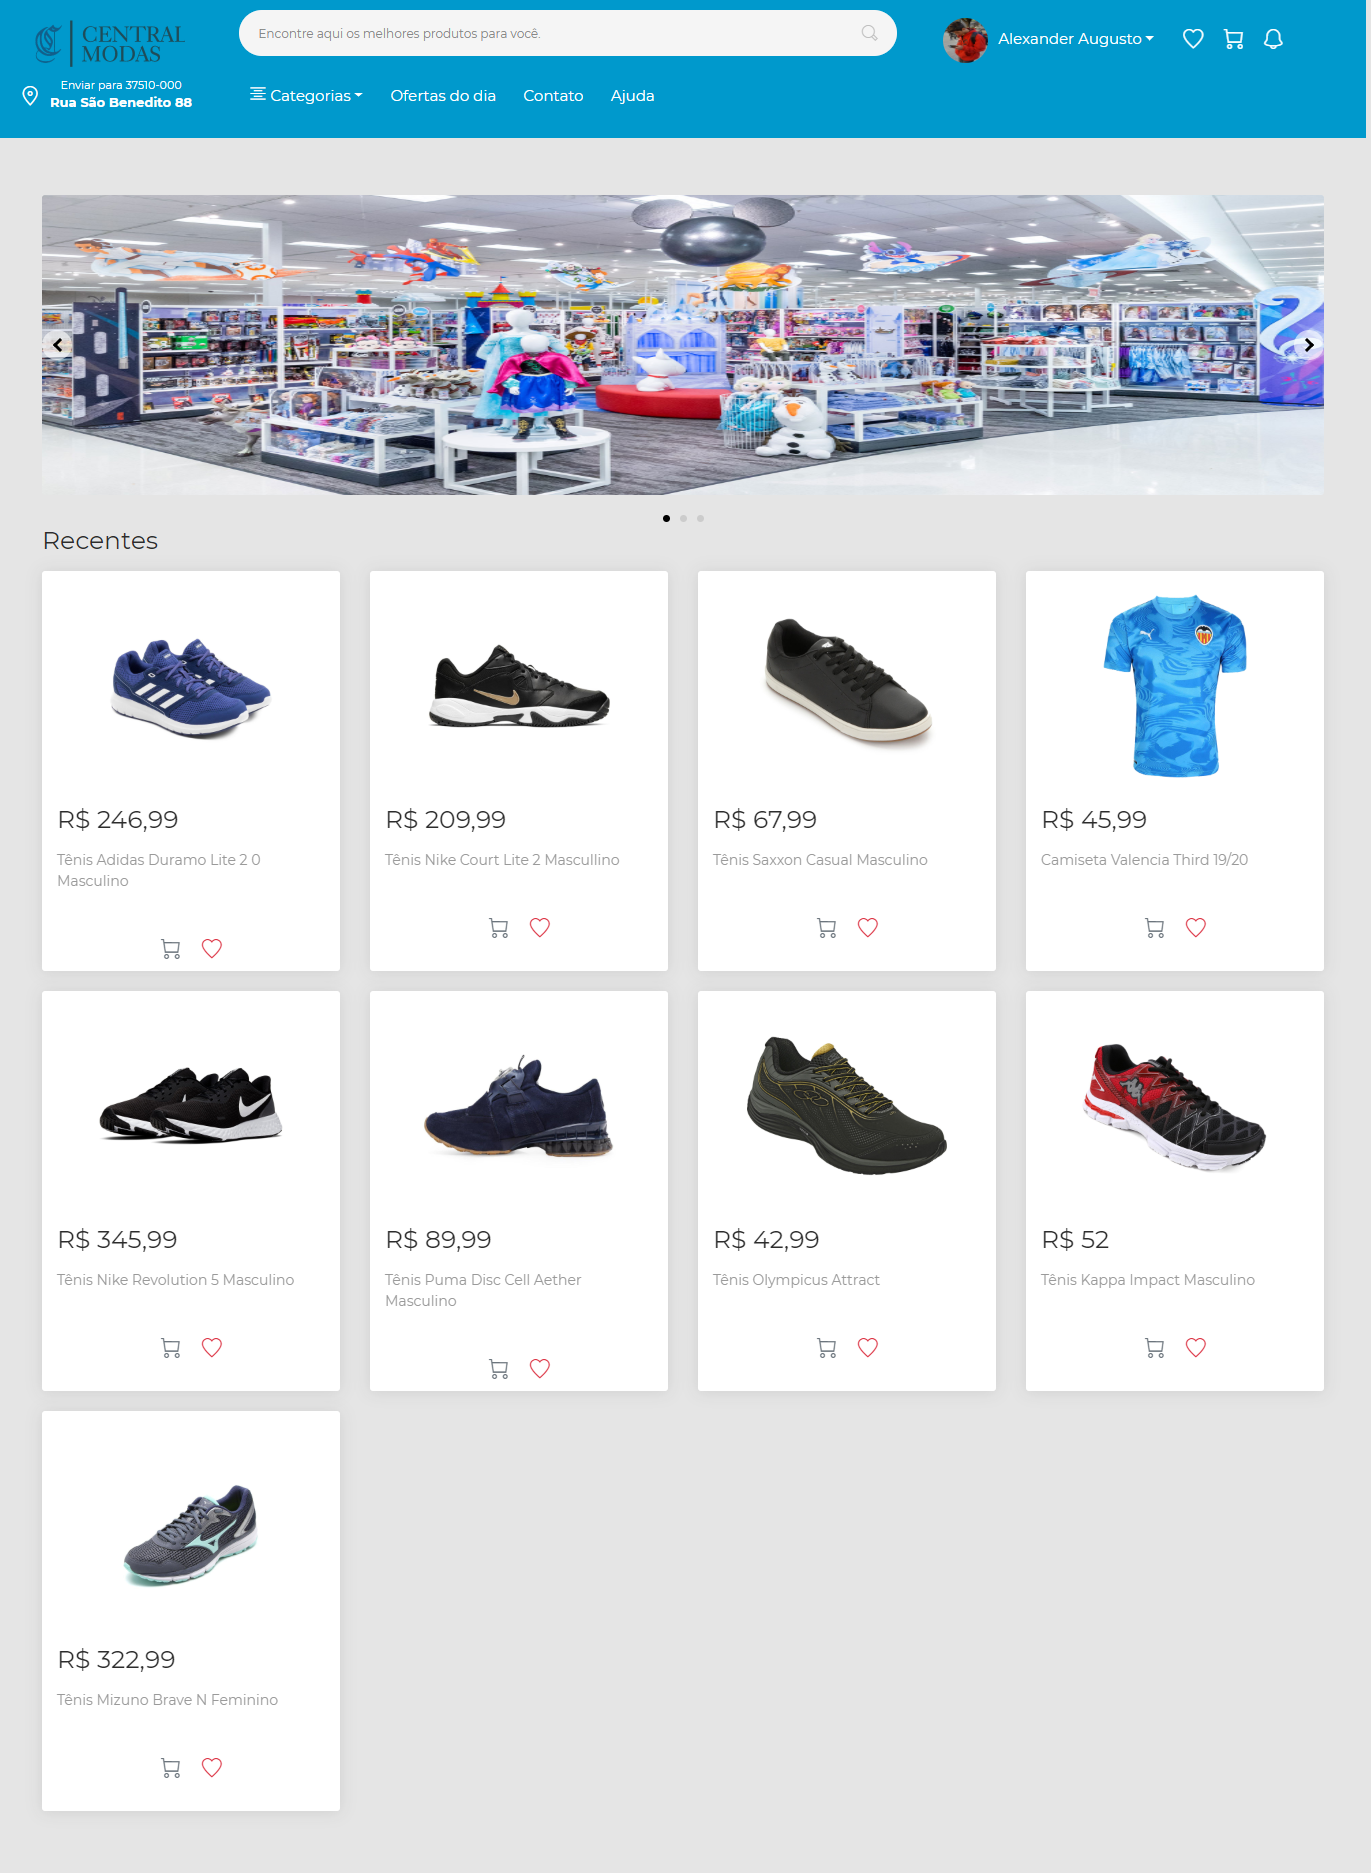 CENTRAL
MODAS
Encontre aqui os melhores produtos para você.
Alexander Augusto
Enviar para 37510-000
Rua São Benedito 88
Categorias
Ofertas do dia
Contato
Ajuda
Recentes
R$ 246,99
Tênis Adidas Duramo Lite 2 0
Masculino
R$ 209,99
Tênis Nike Court Lite 2 Mascullino
R$ 67,99
Tênis Saxxon Casual Masculino
R$ 45,99
Camiseta Valencia Third 19/20
R$ 345,99
Tênis Nike Revolution 5 Masculino
R$ 89,99
Tênis Puma Disc Cell Aether
Masculino
R$ 42,99
Tênis Olympicus Attract
R$ 52
Tênis Kappa Impact Masculino
R$ 322,99
Tênis Mizuno Brave N Feminino